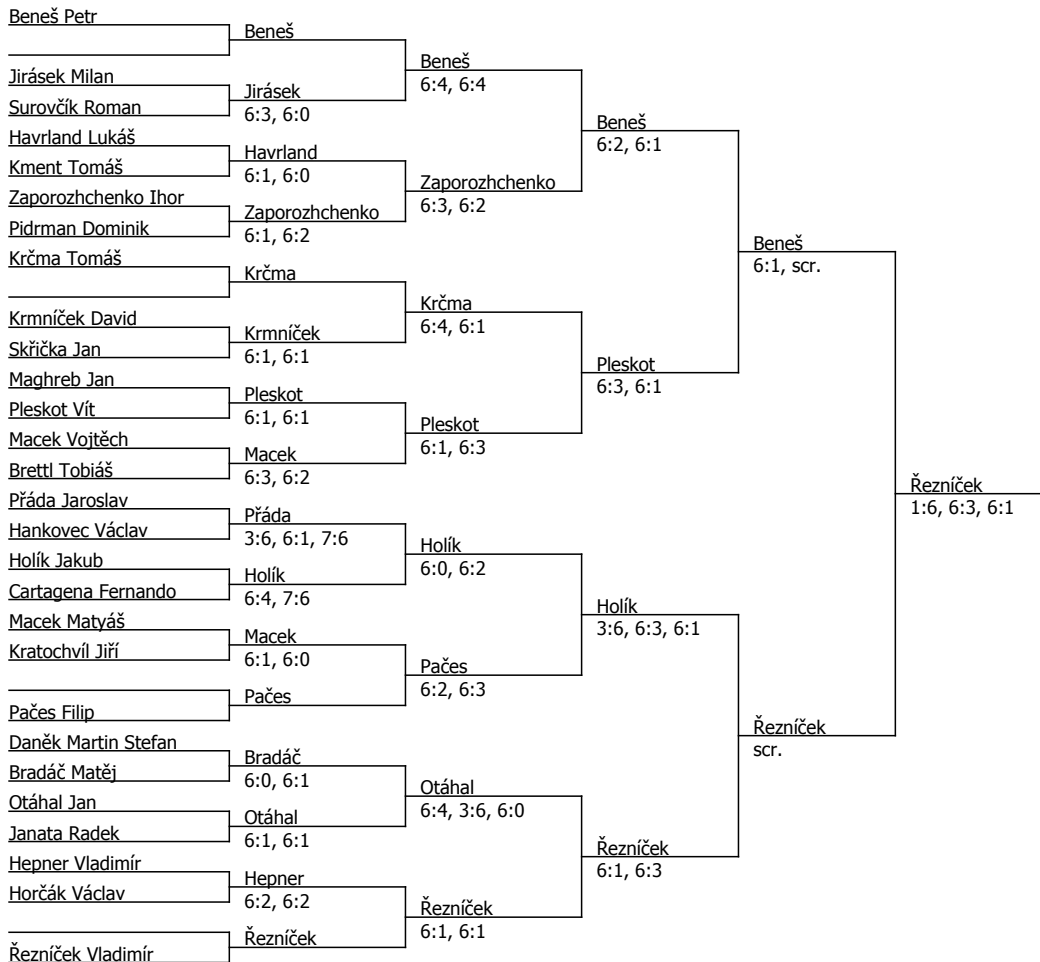 Beneš Petr
Beneš
Beneš
6:4, 6:4
Jirásek Milan
Jirásek
6:3, 6:0
Surovčík Roman
Beneš
6:2, 6:1
Havrland Lukáš
Havrland
6:1, 6:0
Kment Tomáš
Zaporozhchenko
6:3, 6:2
Zaporozhchenko Ihor
Zaporozhchenko
6:1, 6:2
Pidrman Dominik
Beneš
6:1, scr.
Krčma Tomáš
Krčma
Krčma
6:4, 6:1
Krmníček David
Krmníček
6:1, 6:1
Skřička Jan
Pleskot
6:3, 6:1
Maghreb Jan
Pleskot
6:1, 6:1
Pleskot Vít
Pleskot
6:1, 6:3
Macek Vojtěch
Macek
6:3, 6:2
Brettl Tobiáš
Řezníček
1:6, 6:3, 6:1
Přáda Jaroslav
Přáda
3:6, 6:1, 7:6
Hankovec Václav
Holík
6:0, 6:2
Holík Jakub
Holík
6:4, 7:6
Cartagena Fernando
Holík
3:6, 6:3, 6:1
Macek Matyáš
Macek
6:1, 6:0
Kratochvíl Jiří
Pačes
6:2, 6:3
Pačes
Pačes Filip
Řezníček
scr.
Daněk Martin Stefan
Bradáč
6:0, 6:1
Bradáč Matěj
Otáhal
6:4, 3:6, 6:0
Otáhal Jan
Otáhal
6:1, 6:1
Janata Radek
Řezníček
6:1, 6:3
Hepner Vladimír
Hepner
6:2, 6:2
Horčák Václav
Řezníček
6:1, 6:1
Řezníček
Řezníček Vladimír